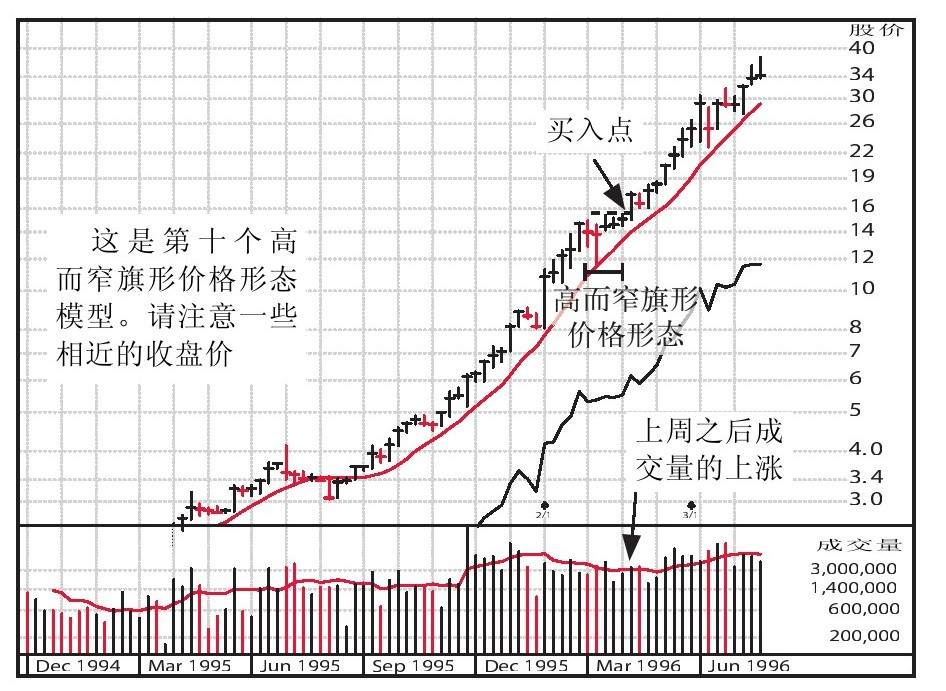 股价
40
34
30
26
22
19
16
14
12
10
8
7
6
5
4.0
3.4
3.0
买入点
这是第十个高
而窄旗形价格形态
模型。请注意一些
相近的收盘价
高而窄旗形
价格形态
上周之后成
交量的上涨
2/1
3/1
成交量
3,000,000
1,400,000
600,000
200,000
Dec 1994
Mar 1995
Jun 1995
Sep 1995
Dec 1995
Mar 1996
Jun 1996